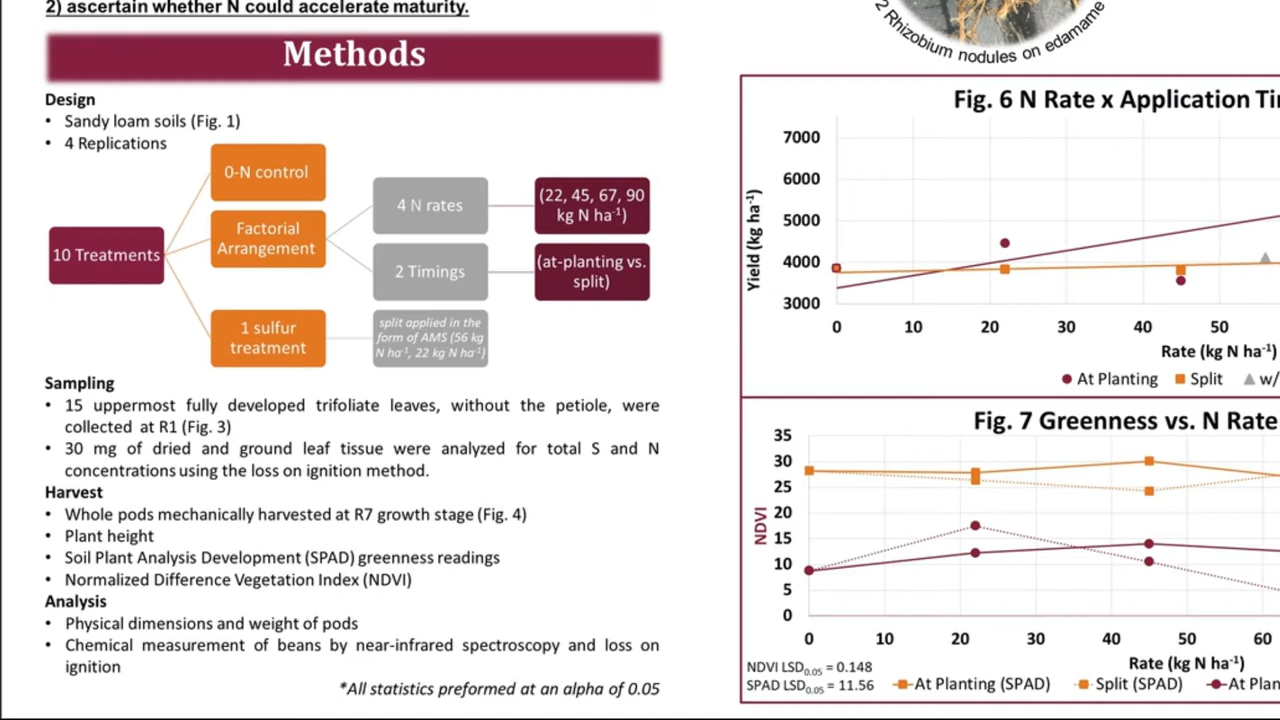 2) ascertain whether N could accelerate maturity.
Methods
Design
• Sandy loam soils (Fig. 1)
• 4 Replications
10 Treatments
0-N control
Factorial
Arrangement
1 sulfur
treatment
4 N rates
2 Timings
split applied in the
form of AMS (56 kg
N ha⁻¹, 22 kg N ha⁻¹)
(22, 45, 67, 90
kg N ha⁻¹)
(at-planting vs.
split)
Sampling
• 15 uppermost fully developed trifoliate leaves, without the petiole, were
collected at R1 (Fig. 3)
• 30 mg of dried and ground leaf tissue were analyzed for total S and N
concentrations using the loss on ignition method.
Harvest
• Whole pods mechanically harvested at R7 growth stage (Fig. 4)
• Plant height
• Soil Plant Analysis Development (SPAD) greenness readings
• Normalized Difference Vegetation Index (NDVI)
Analysis
• Physical dimensions and weight of pods
• Chemical measurement of beans by near-infrared spectroscopy and loss on
ignition
*All statistics preformed at an alpha of 0.05
2 Rhizobium nodules on edamame
Fig. 6 N Rate x Application Ti
Yield (kg ha⁻¹)
7000
6000
5000
4000
3000
0 10 20 30 40 50
Rate (kg N ha⁻¹)
At Planting Split w/
Fig. 7 Greenness vs. N Rate
NDVI
35
30
25
20
15
10
5
0
0 10 20 30 40 50 60
Rate (kg N ha⁻¹)
NDVI LSD₀.₀₅ = 0.148
SPAD LSD₀.₀₅ = 11.56
At Planting (SPAD) Split (SPAD) At Plan